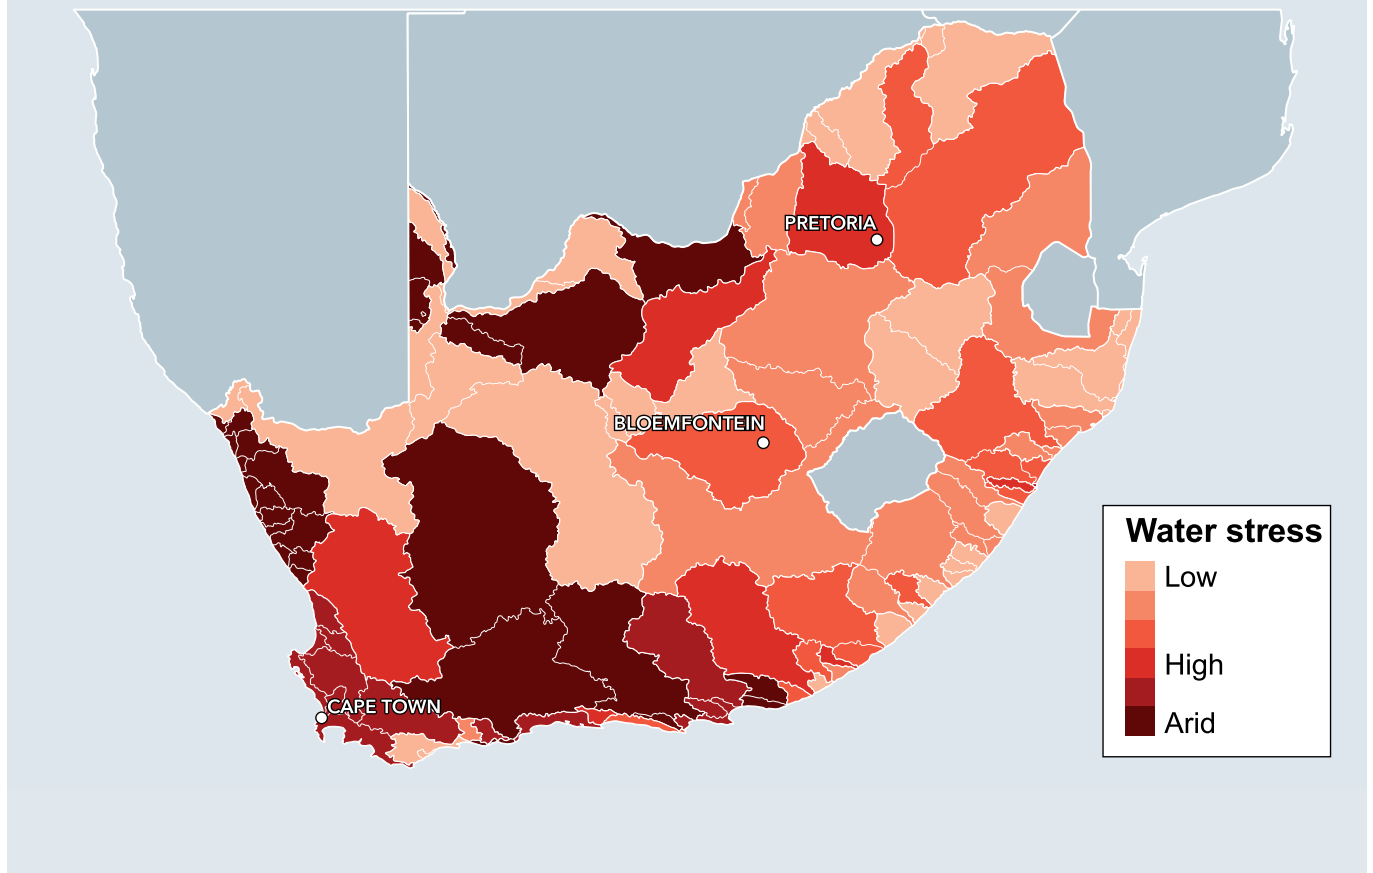 PRETORIA
BLOEMFONTEIN
CAPE TOWN
Water stress
Low
High
Arid